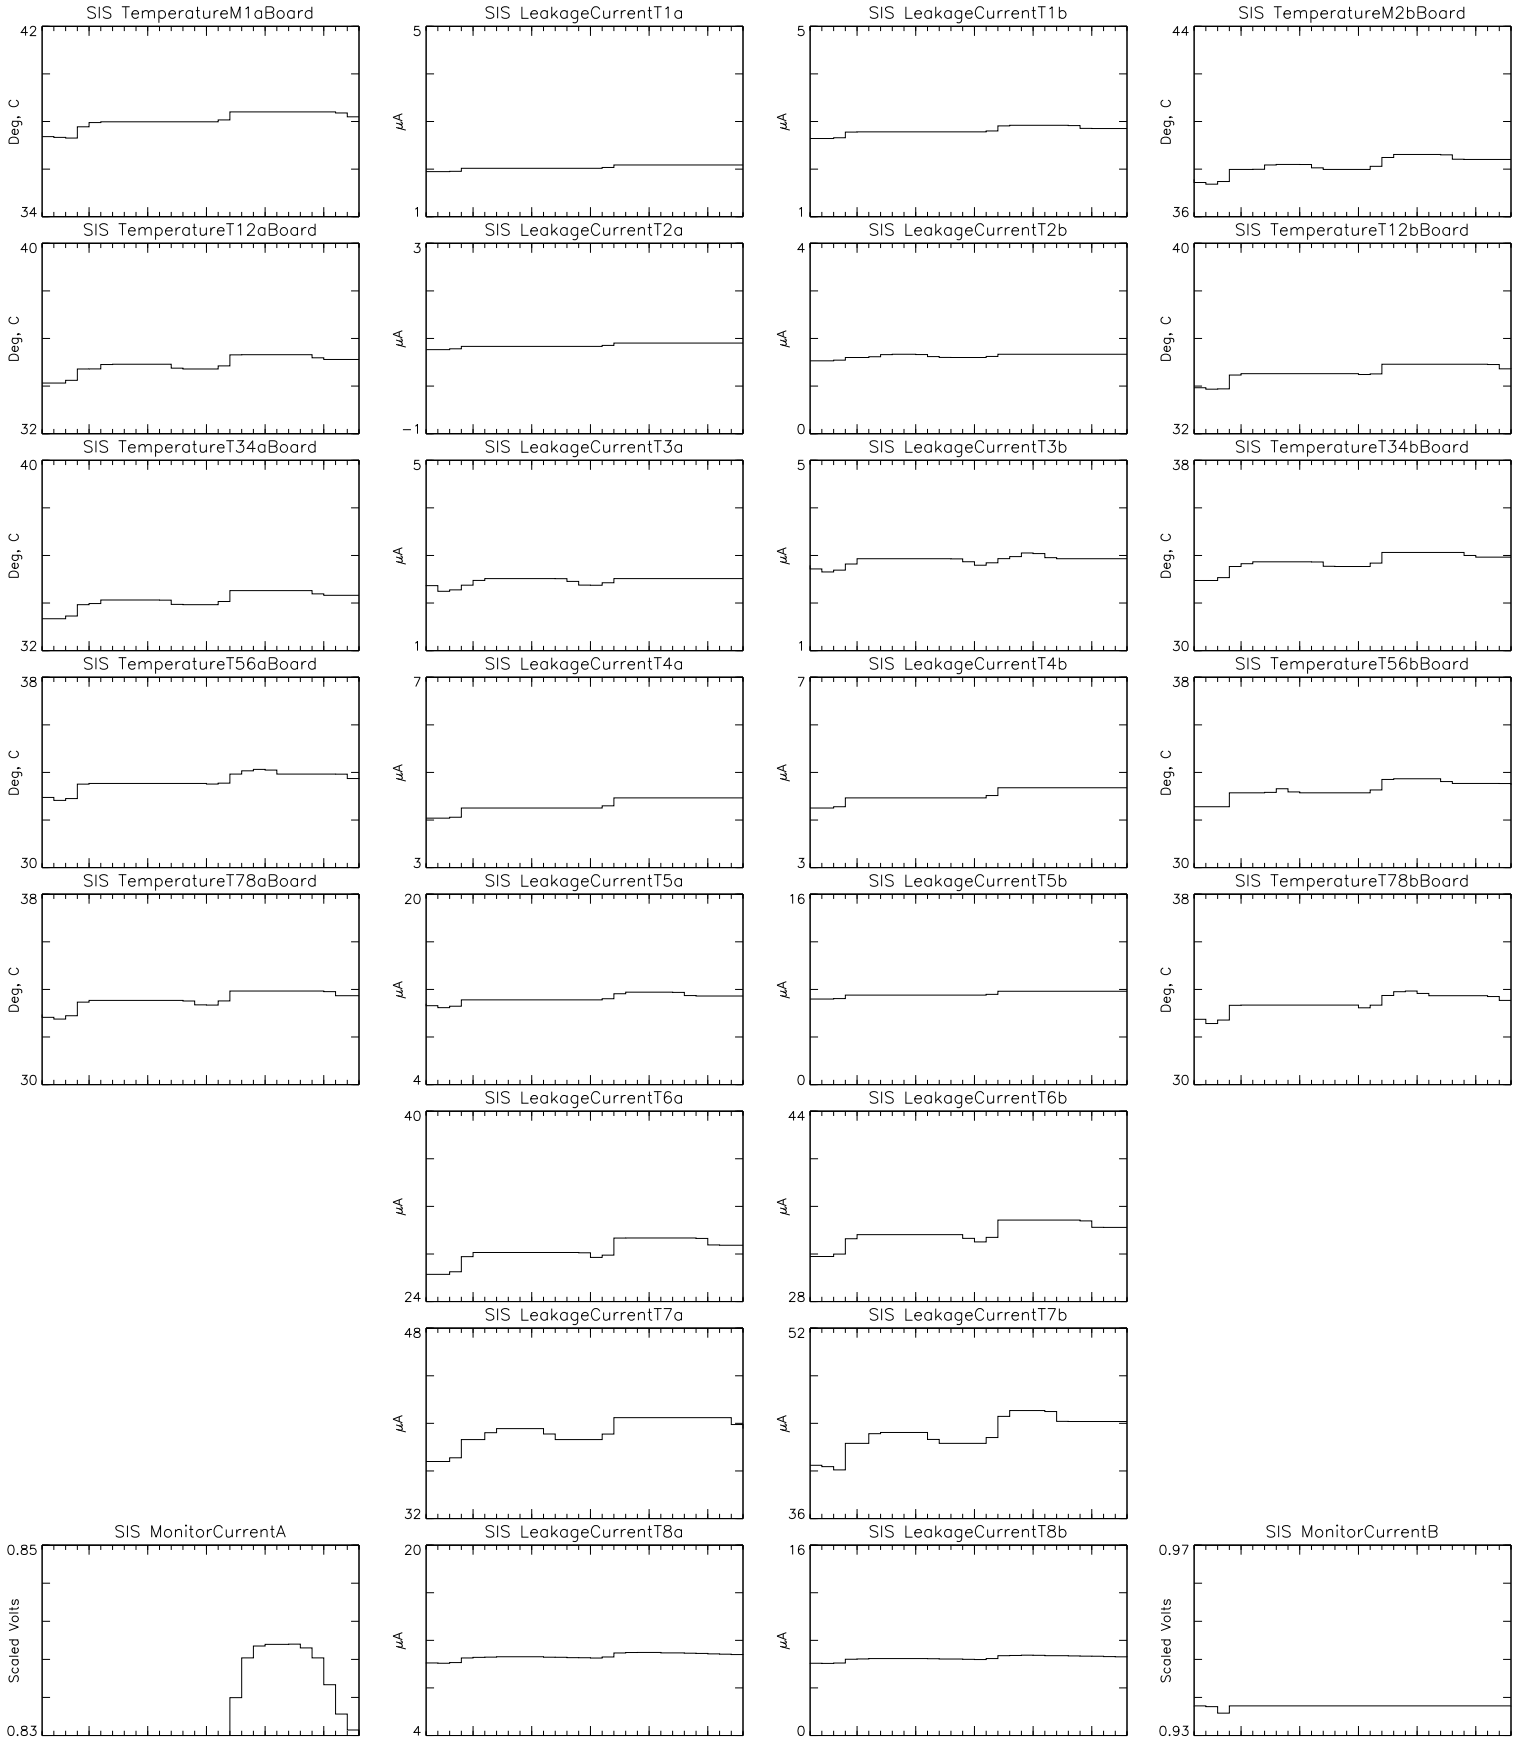 SIS TemperatureM1aBoard
42
Deg, C
34
SIS LeakageCurrentT1a
5
μA
1
SIS LeakageCurrentT1b
5
μA
1
SIS TemperatureM2bBoard
44
Deg, C
36
SIS TemperatureT12aBoard
40
Deg, C
32
SIS LeakageCurrentT2a
3
μA
-1
SIS LeakageCurrentT2b
4
μA
0
SIS TemperatureT12bBoard
40
Deg, C
32
SIS TemperatureT34aBoard
40
Deg, C
32
SIS LeakageCurrentT3a
5
μA
1
SIS LeakageCurrentT3b
5
μA
1
SIS TemperatureT34bBoard
38
Deg, C
30
SIS TemperatureT56aBoard
38
Deg, C
30
SIS LeakageCurrentT4a
7
μA
3
SIS LeakageCurrentT4b
7
μA
3
SIS TemperatureT56bBoard
38
Deg, C
30
SIS TemperatureT78aBoard
38
Deg, C
30
SIS LeakageCurrentT5a
20
μA
4
SIS LeakageCurrentT5b
16
μA
0
SIS TemperatureT78bBoard
38
Deg, C
30
SIS LeakageCurrentT6a
40
μA
24
SIS LeakageCurrentT6b
44
μA
28
SIS LeakageCurrentT7a
48
μA
32
SIS LeakageCurrentT7b
52
μA
36
SIS MonitorCurrentA
0.85
Scaled Volts
0.83
SIS LeakageCurrentT8a
20
μA
4
SIS LeakageCurrentT8b
16
μA
0
SIS MonitorCurrentB
0.97
Scaled Volts
0.93